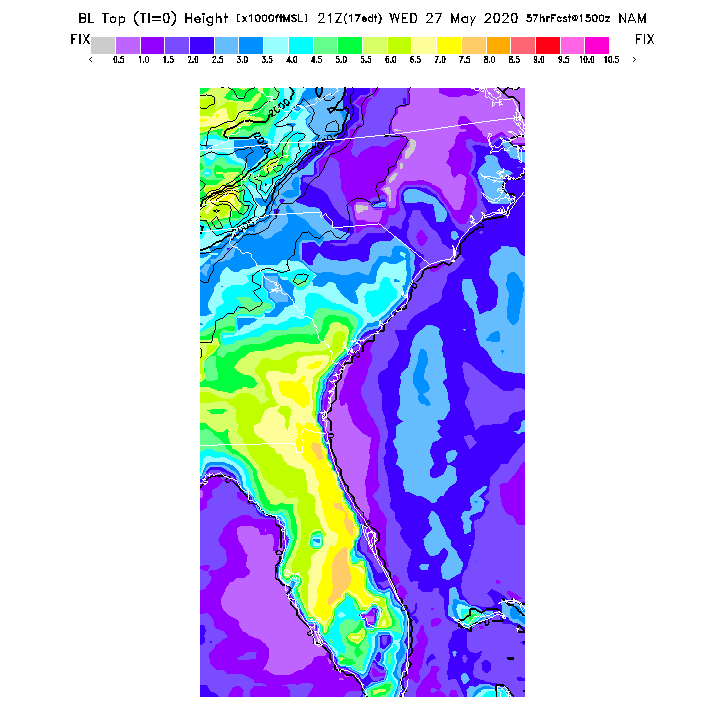 BL Top (TI=0) Height [x1000ftMSL] 21Z(17edt) WED 27 May 2020 57hrFcst@1500z NAM
FIX FIX
< 0.5 1.0 1.5 2.0 2.5 3.0 3.5 4.0 4.5 5.0 5.5 6.0 6.5 7.0 7.5 8.0 8.5 9.0 9.5 10.0 10.5 >
2000
2000
2000